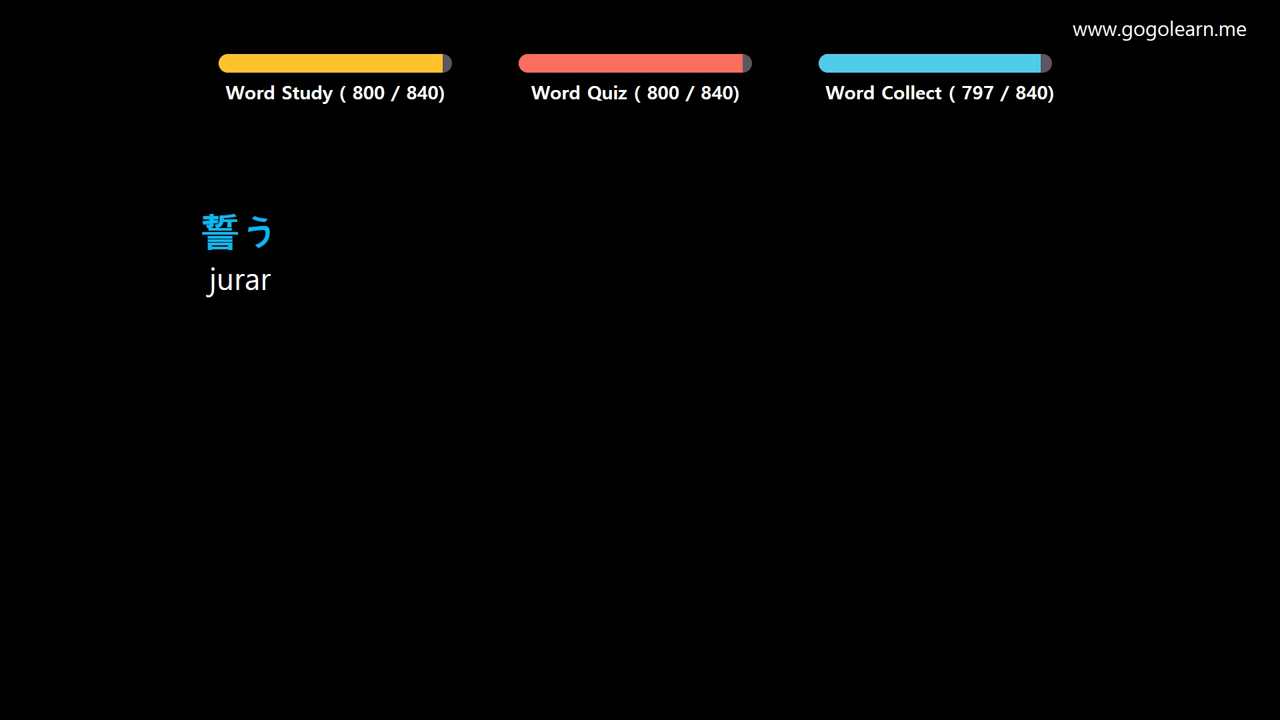 www.gogolearn.me
Word Study ( 800 / 840)
Word Quiz ( 800 / 840)
Word Collect ( 797 / 840)
誓う
jurar